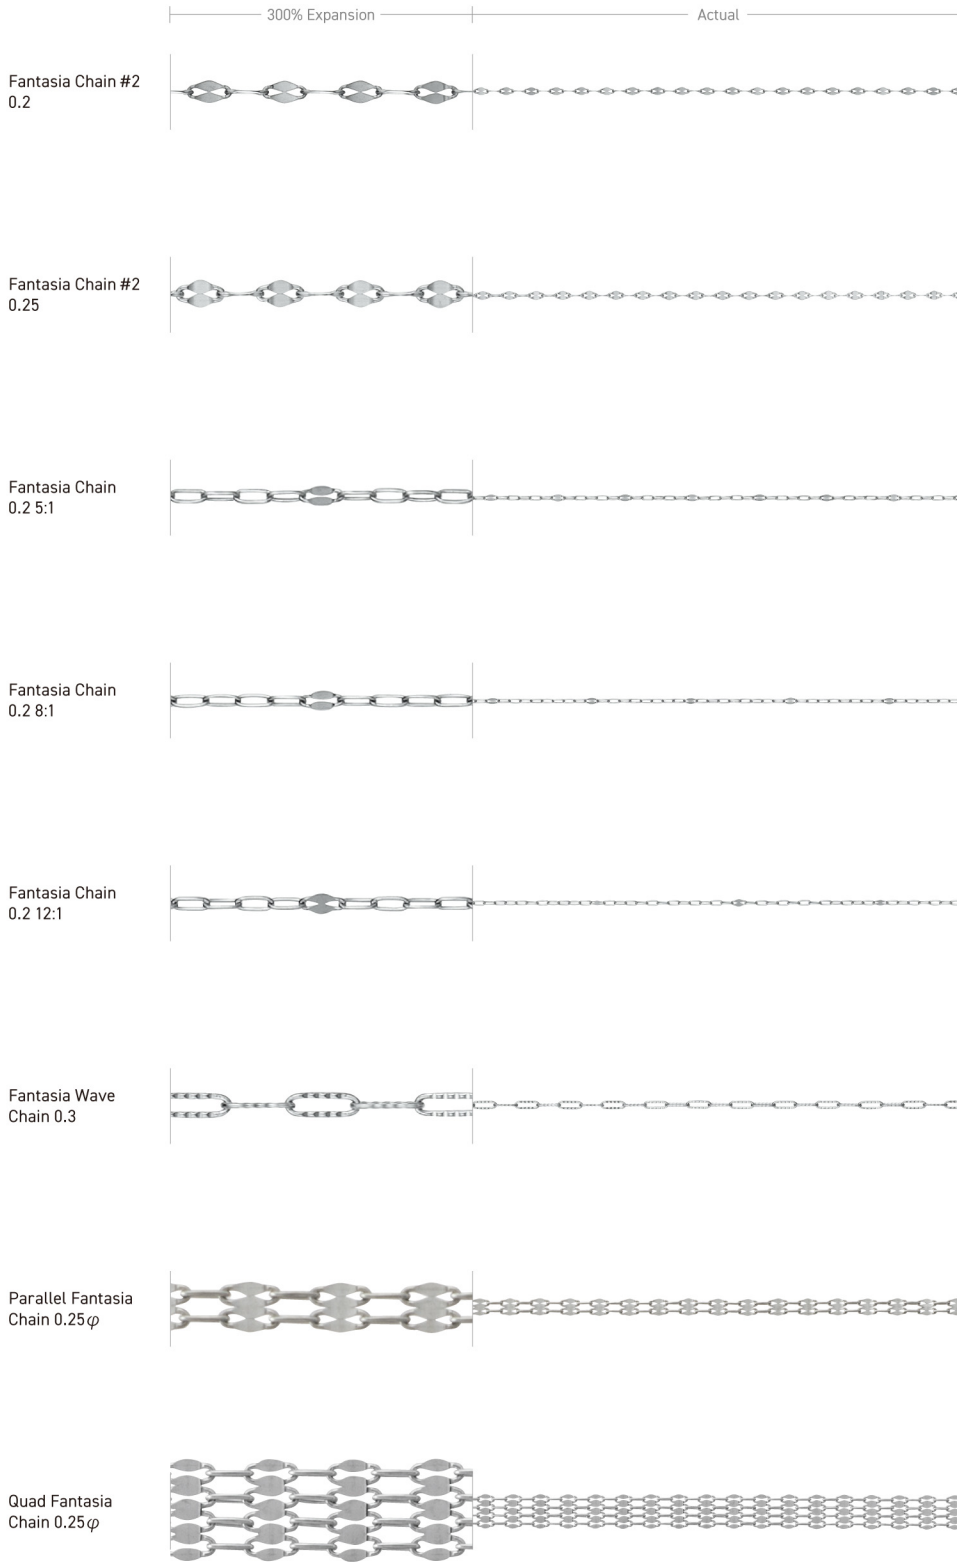 300% Expansion
Actual
Fantasia Chain #2
0.2
Fantasia Chain #2
0.25
Fantasia Chain
0.2 5:1
Fantasia Chain
0.2 8:1
Fantasia Chain
0.2 12:1
Fantasia Wave
Chain 0.3
Parallel Fantasia
Chain 0.25φ
Quad Fantasia
Chain 0.25φ